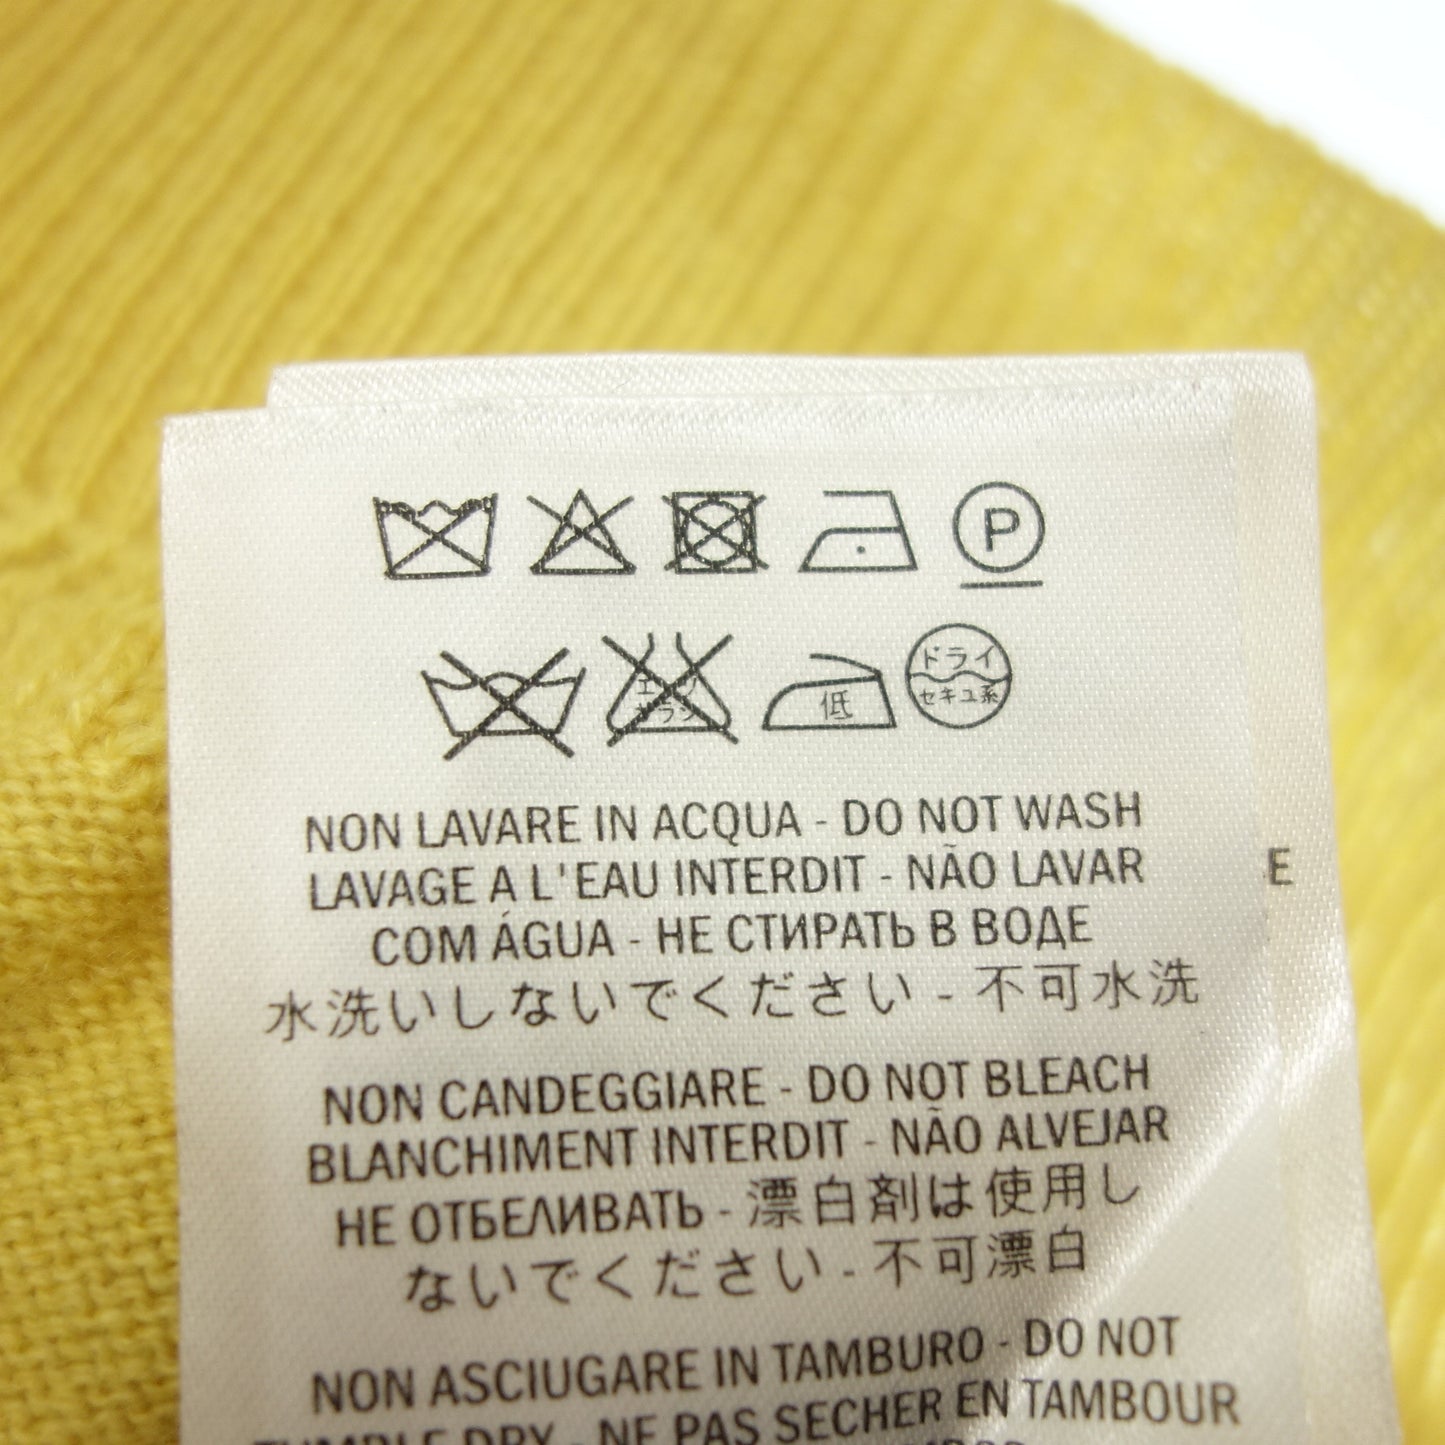 P
ドライ
低
セキユ系
NON LAVARE IN ACQUA - DO NOT WASH
LAVAGE A L'EAU INTERDIT - NÃO LAVAR
E
COM ÁGUA - НЕ СТИРАТЬ В ВОДЕ
水洗いしないでください - 不可水洗
NON CANDEGGIARE - DO NOT BLEACH
BLANCHIMENT INTERDIT - NÃO ALVEJAR
НЕ ОТБЕЛИВАТЬ - 漂白剤は使用し
ないでください - 不可漂白
NON ASCIUGARE IN TAMBURO - DO NOT
TUMBLE DRY - NE PAS SECHER EN TAMBOUR